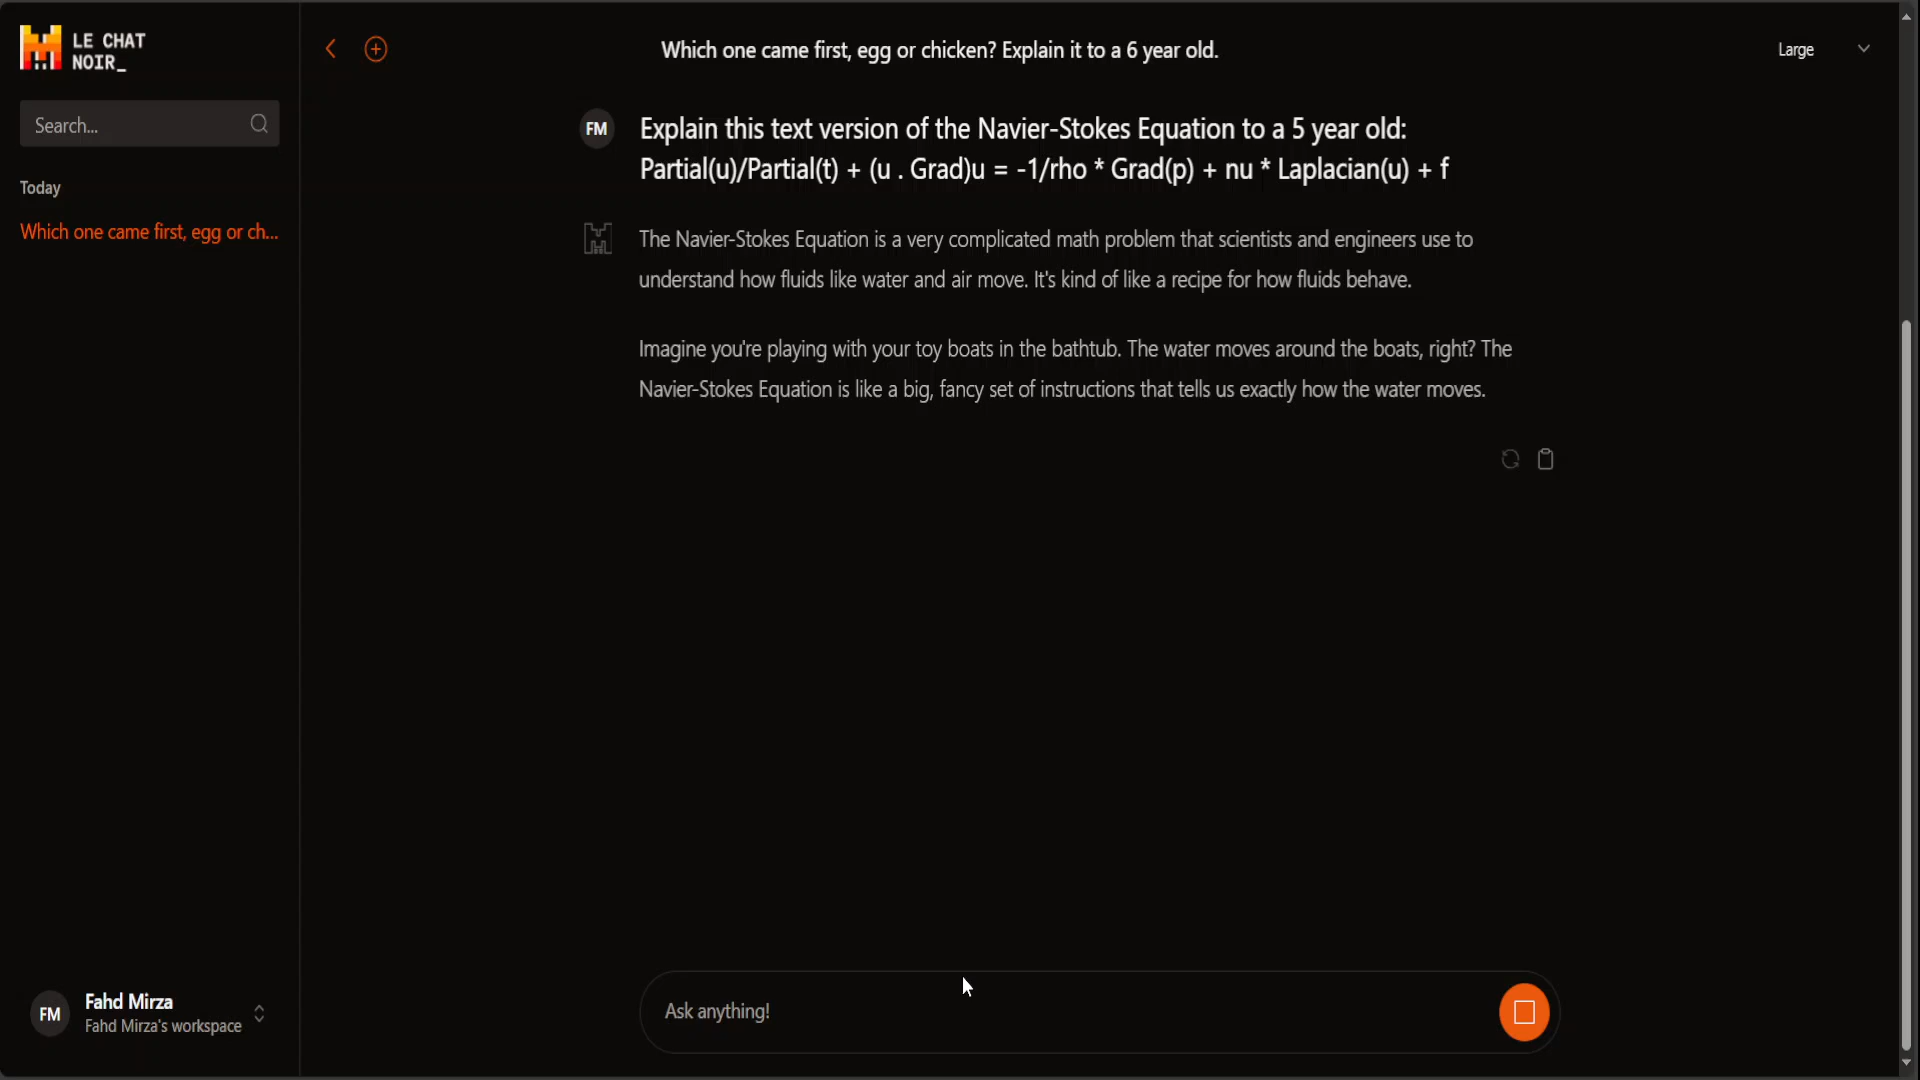 LE CHAT
NOIR_
Search...
Today
Which one came first, egg or ch...
Fahd Mirza
FM
Fahd Mirza's workspace
Which one came first, egg or chicken? Explain it to a 6 year old.
Large
FM
Explain this text version of the Navier-Stokes Equation to a 5 year old:
Partial(u)/Partial(t) + (u . Grad)u = -1/rho * Grad(p) + nu * Laplacian(u) + f
The Navier-Stokes Equation is a very complicated math problem that scientists and engineers use to
understand how fluids like water and air move. It's kind of like a recipe for how fluids behave.
Imagine you're playing with your toy boats in the bathtub. The water moves around the boats, right? The
Navier-Stokes Equation is like a big, fancy set of instructions that tells us exactly how the water moves.
Ask anything!